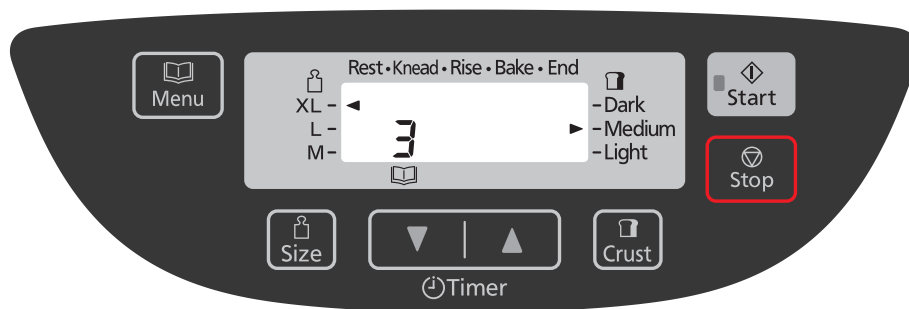 Menu
Rest • Knead • Rise • Bake • End
XL -
L -
M -
3
- Dark
- Medium
- Light
Start
Stop
Size
Timer
Crust